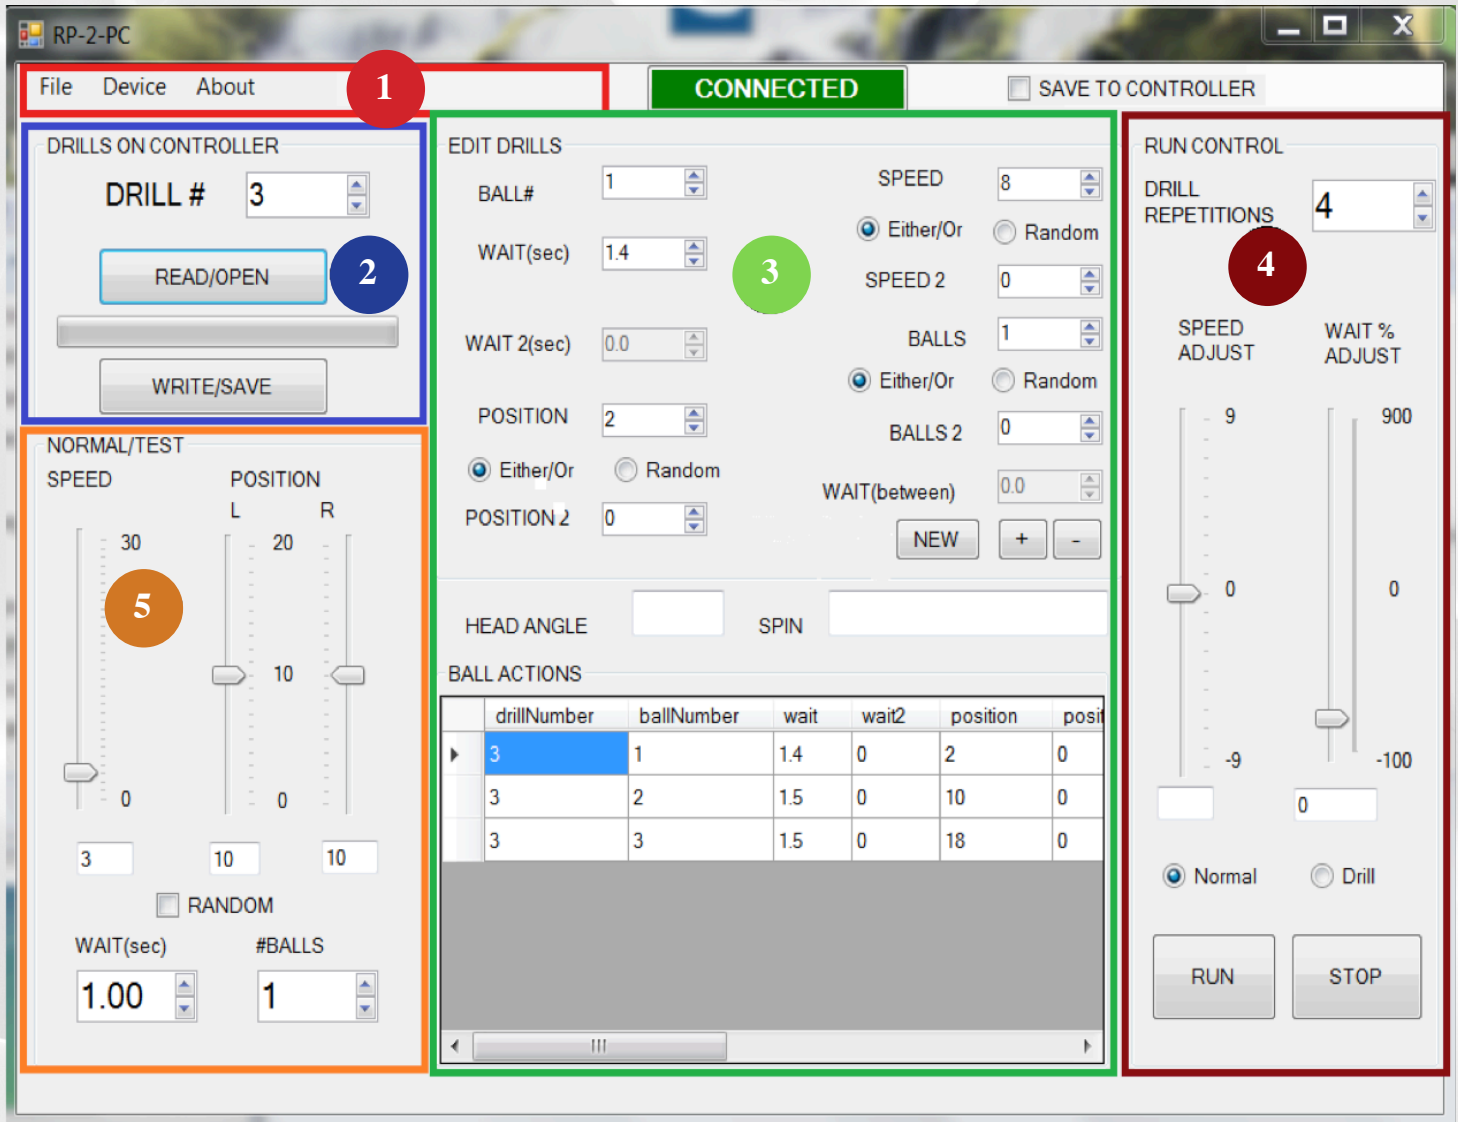 RP-2-PC
File Device About
1
CONNECTED
SAVE TO CONTROLLER
DRILLS ON CONTROLLER
DRILL # 3
READ/OPEN
2
WRITE/SAVE
NORMAL/TEST
SPEED POSITION
L R
30 20
5
10
0 0
3 10 10
RANDOM
WAIT(sec) #BALLS
1.00 1
EDIT DRILLS
BALL# 1
WAIT(sec) 1.4
WAIT 2(sec) 0.0
POSITION 2
Either/Or Random
POSITION 2 0
3
SPEED 8
Either/Or Random
SPEED 2 0
BALLS 1
Either/Or Random
BALLS 2 0
WAIT(between) 0.0
NEW + -
HEAD ANGLE SPIN
BALL ACTIONS
drillNumber ballNumber wait wait2 position posit
3 1 1.4 0 2 0
3 2 1.5 0 10 0
3 3 1.5 0 18 0
RUN CONTROL
DRILL
REPETITIONS 4
4
SPEED
ADJUST
WAIT %
ADJUST
9 900
0 0
-9 -100
0
Normal Drill
RUN STOP